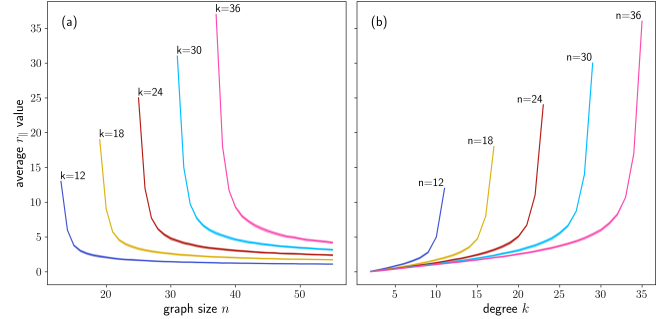 (a)
k=36
k=30
k=24
k=18
k=12
35
30
25
20
15
10
5
0
average r∥ value
20
30
40
50
graph size n
(b)
n=36
n=30
n=24
n=18
n=12
5
10
15
20
25
30
35
degree k